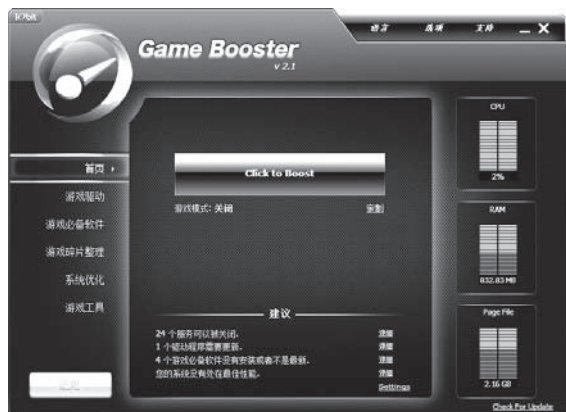 IObit
Game Booster
v 2.1
语言 选项 支持
首页
游戏驱动
游戏必备软件
游戏碎片整理
系统优化
游戏工具
Click to Boost
游戏模式: 关闭
定制
建议
24 个服务可以被关闭.
1 个驱动程序需要更新.
4 个游戏必备软件没有安装或者不是最新.
您的系统没有处在最佳性能.
Settings
CPU
2%
RAM
832.83 MB
Page File
2.16 GB
Check For Update